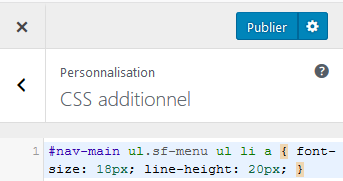 Publier
Personnalisation
CSS additionnel
1 #nav-main ul.sf-menu ul li a { font-
size: 18px; line-height: 20px; }